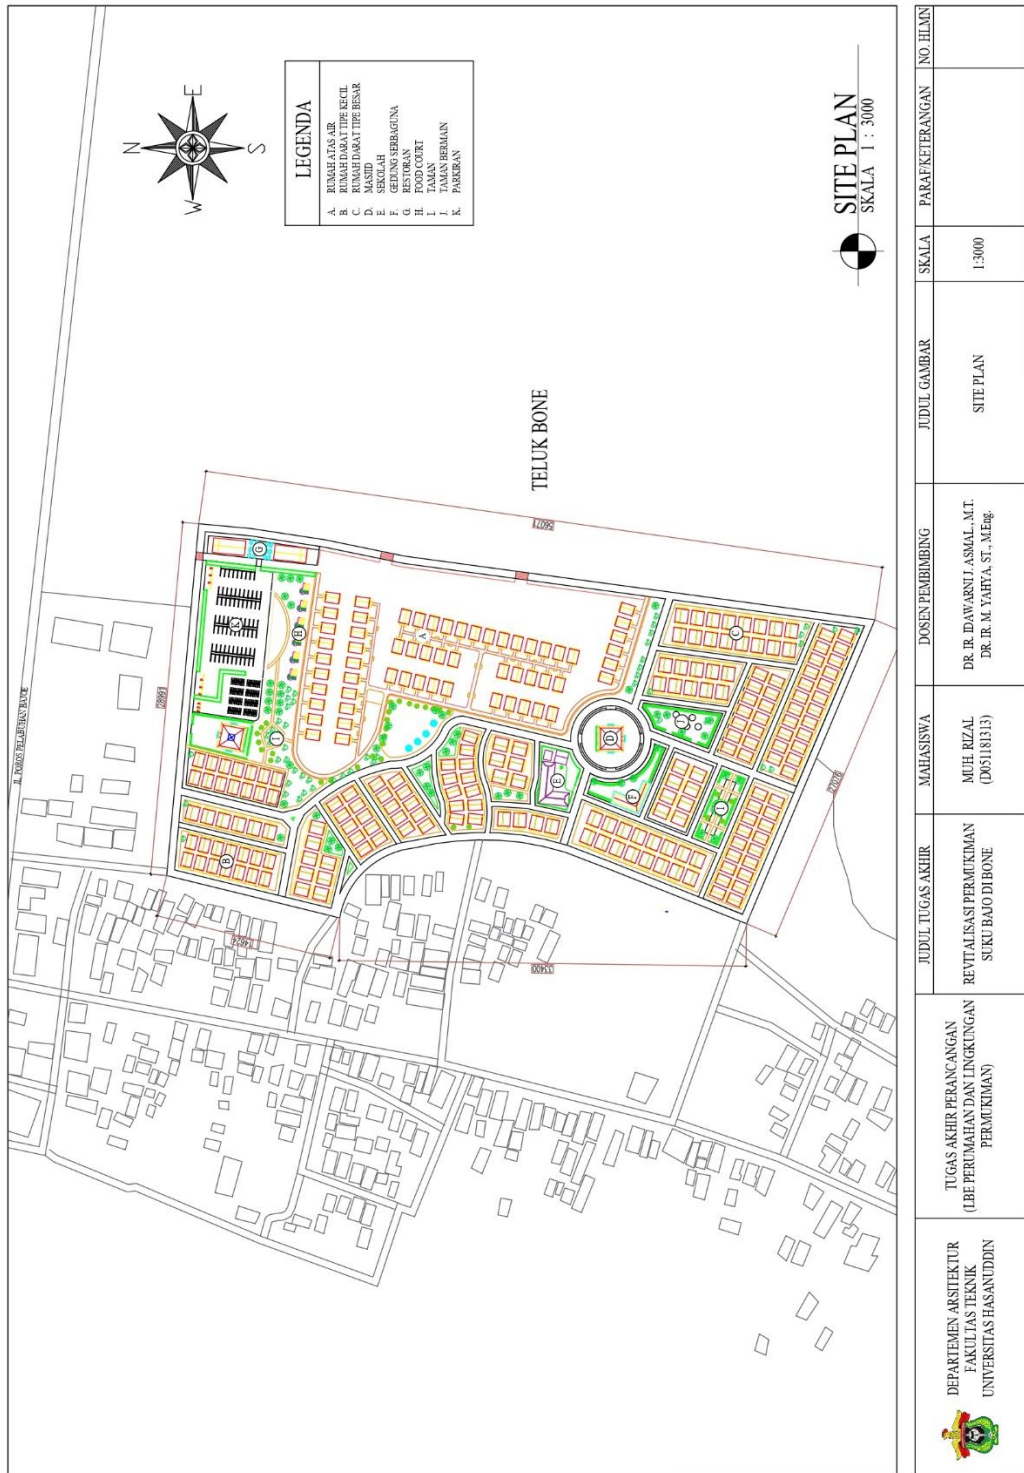 JL. POROS PELABUHAN BAJOE
N
E
S
W
LEGENDA
A. RUMAH ATAS AIR
B. RUMAH DARAT TIPE KECIL
C. RUMAH DARAT TIPE BESAR
D. MASJID
E. SEKOLAH
F. GEDUNG SERBAGUNA
G. RESTORAN
H. FOOD COURT
I. TAMAN
J. TAMAN BERMAIN
K. PARKIRAN
TELUK BONE
SITE PLAN
SKALA 1 : 3000
G
K
H
I
A
B
C
D
E
F
J
I
14624
33400
27076
DEPARTEMEN ARSITEKTUR
FAKULTAS TEKNIK
UNIVERSITAS HASANUDDIN
TUGAS AKHIR PERANCANGAN
(LBE PERUMAHAN DAN LINGKUNGAN
PERMUKIMAN)
JUDUL TUGAS AKHIR
REVITALISASI PERMUKIMAN
SUKU BAJO DI BONE
MAHASISWA
MUH. RIZAL
(D051181313)
DOSEN PEMBIMBING
DR. IR. IDAWARNI J. ASMAL, M.T.
DR. IR. M. YAHYA, ST., M.Eng.
JUDUL GAMBAR
SITE PLAN
SKALA
1:3000
PARAF/KETERANGAN
NO. HLMN